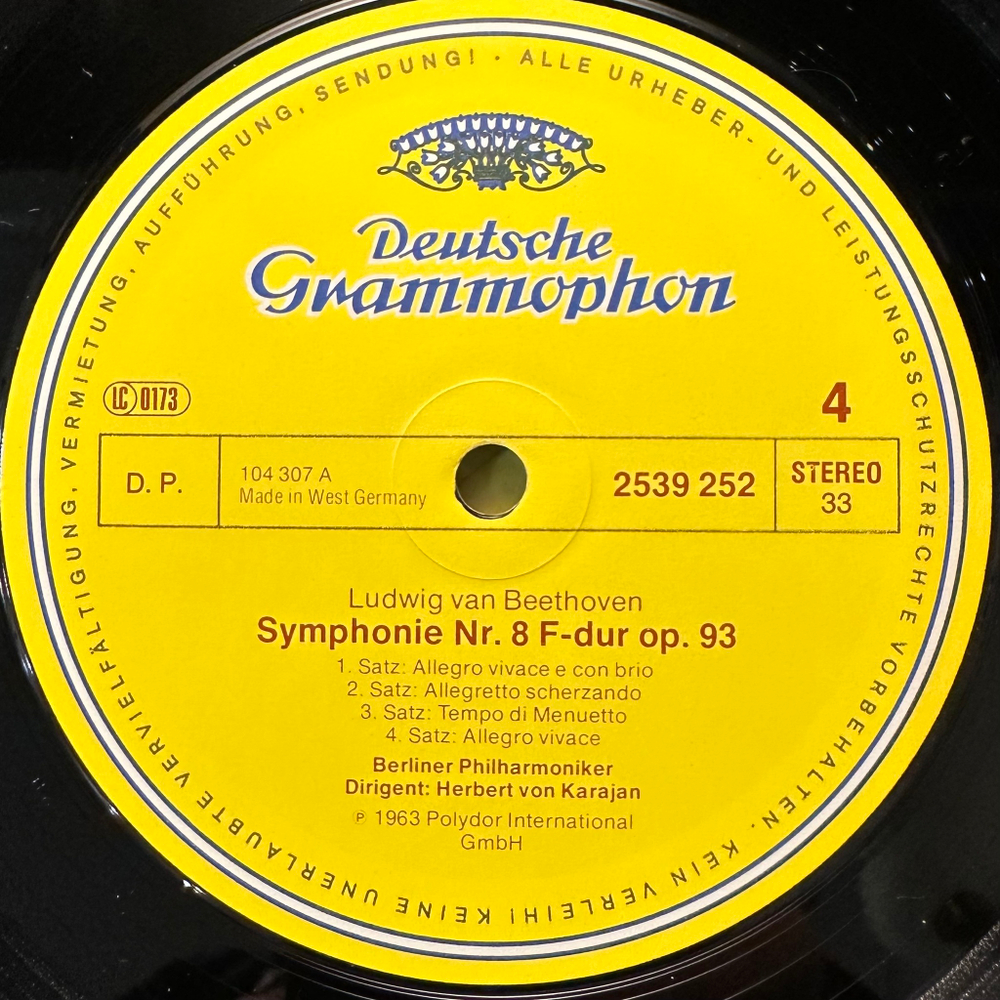 ALLE URHEBER- UND LEISTUNGSSCHUTZRECHTE VORBEHALTEN · KEIN VERLEIH! KEINE UNERLAUBTE VERVIELFÄLTIGUNG, VERMIETUNG, AUFFÜHRUNG, SENDUNG! ·
Deutsche
Grammophon
LC 0173
4
D. P.
104 307 A
Made in West Germany
2539 252
STEREO
33
Ludwig van Beethoven
Symphonie Nr. 8 F-dur op. 93
1. Satz: Allegro vivace e con brio
2. Satz: Allegretto scherzando
3. Satz: Tempo di Menuetto
4. Satz: Allegro vivace
Berliner Philharmoniker
Dirigent: Herbert von Karajan
℗ 1963 Polydor International
GmbH